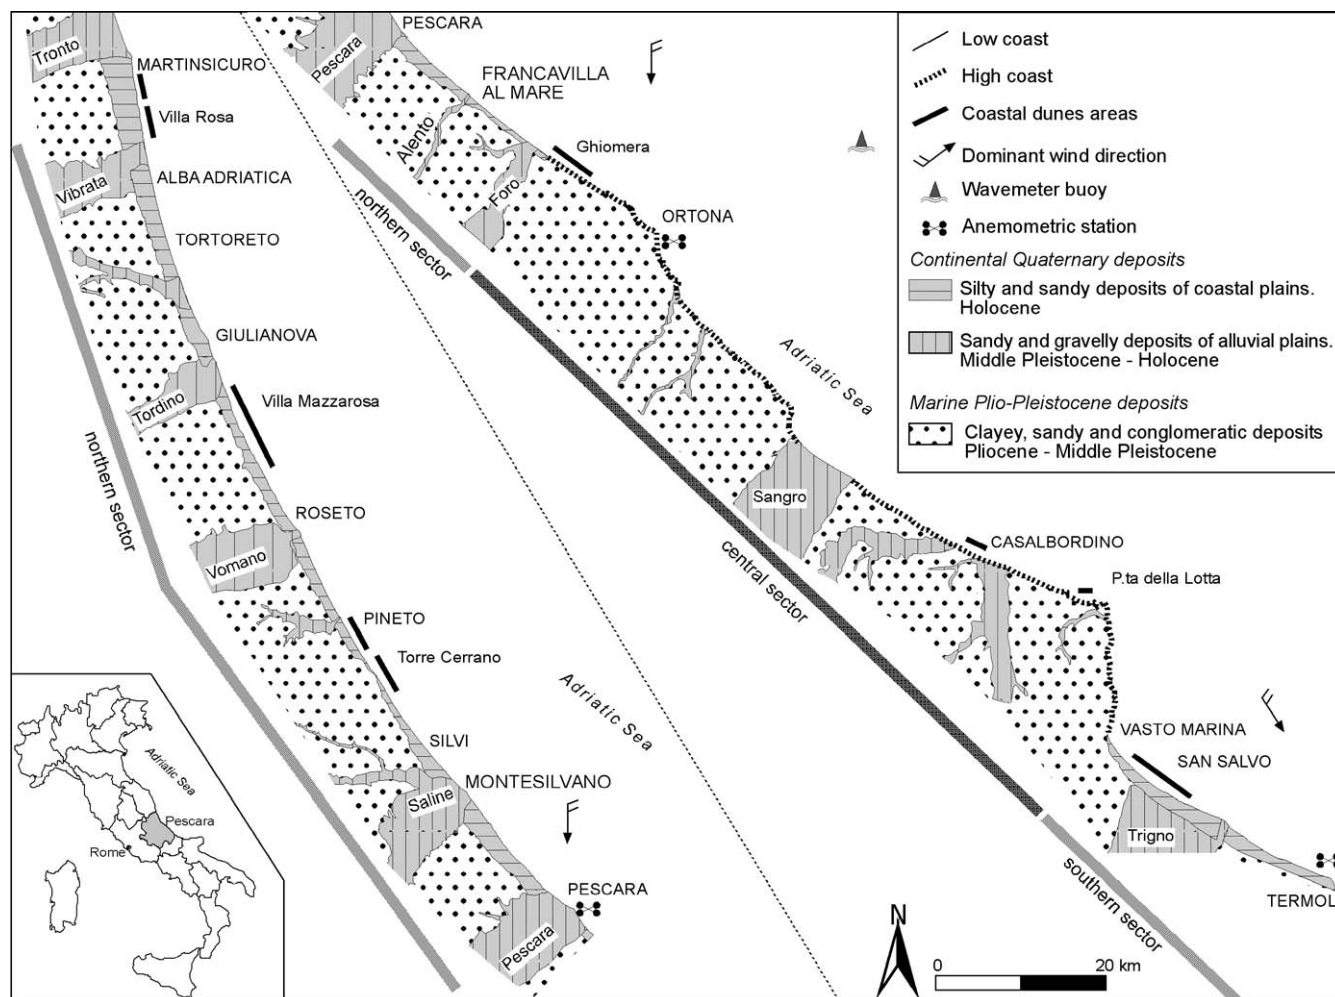 Tronto
MARTINSICURO
Villa Rosa
Vibrata
ALBA ADRIATICA
TORTORETO
GIULIANOVA
Tordino
Villa Mazzarosa
northern sector
ROSETO
Vomano
PINETO
Torre Cerrano
SILVI
MONTESILVANO
Saline
PESCARA
Pescara
Adriatic Sea
PESCARA
Pescara
FRANCAVILLA
AL MARE
Alento
Foro
Ghiomera
northern sector
ORTONA
Adriatic Sea
Sangro
central sector
CASALBORDINO
P.ta della Lotta
VASTO MARINA
SAN SALVO
Trigno
southern sector
TERMOL
Low coast
High coast
Coastal dunes areas
Dominant wind direction
Wavemeter buoy
Anemometric station
Continental Quaternary deposits
Silty and sandy deposits of coastal plains.
Holocene
Sandy and gravelly deposits of alluvial plains.
Middle Pleistocene - Holocene
Marine Plio-Pleistocene deposits
Clayey, sandy and conglomeratic deposits
Pliocene - Middle Pleistocene
Adriatic Sea
Pescara
Rome
N
0 20 km